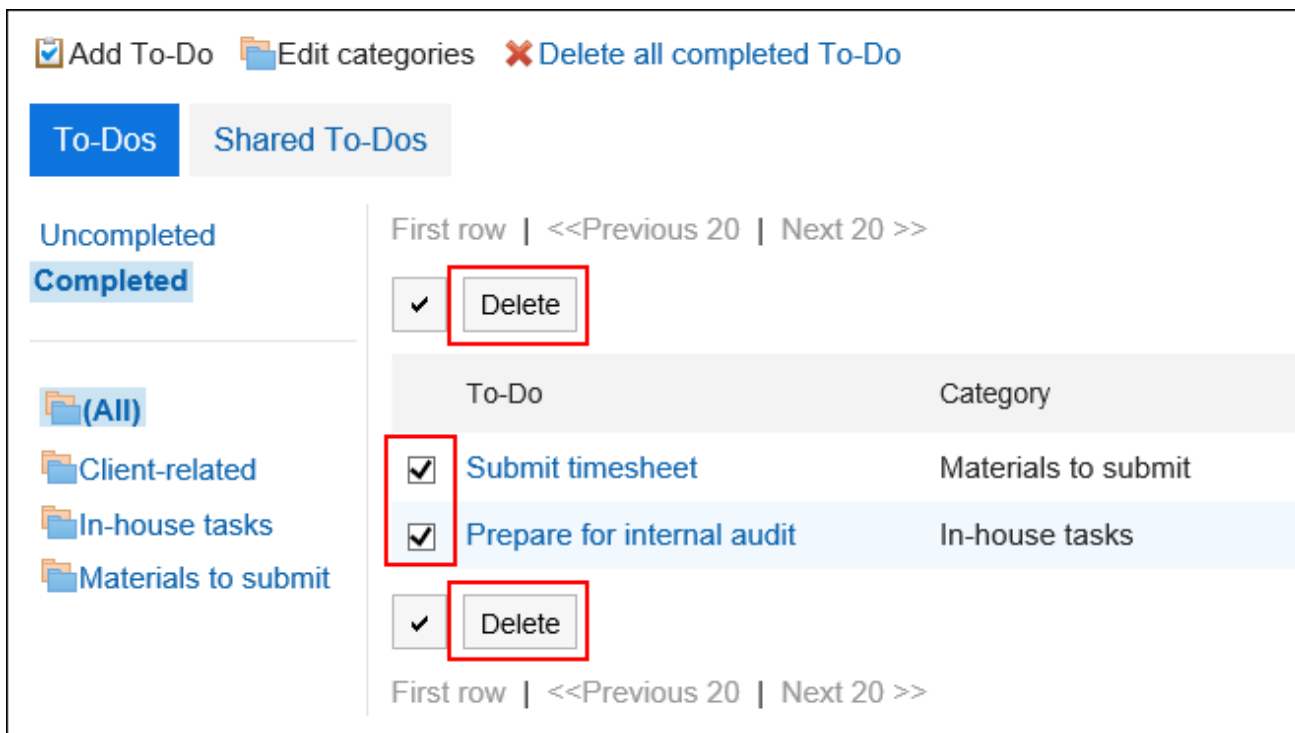 Add To-Do Edit categories Delete all completed To-Do
To-Dos Shared To-Dos
Uncompleted
Completed
(All)
Client-related
In-house tasks
Materials to submit
First row | <<Previous 20 | Next 20 >>
Delete
To-Do Category
Submit timesheet Materials to submit
Prepare for internal audit In-house tasks
Delete
First row | <<Previous 20 | Next 20 >>